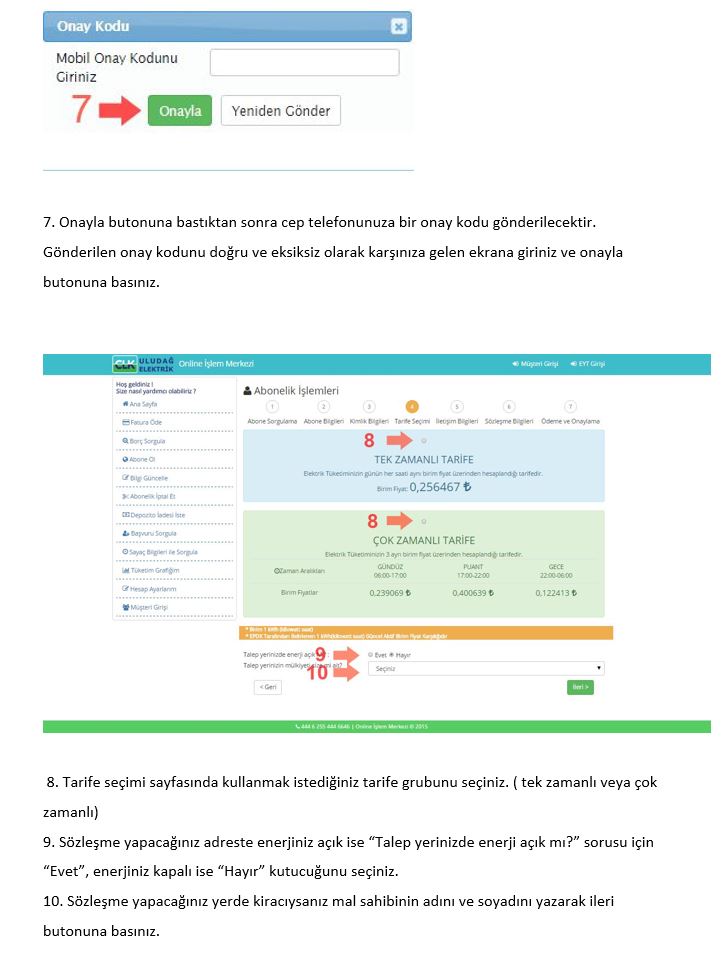 Onay Kodu
Mobil Onay Kodunu
Giriniz
7
Onayla
Yeniden Gönder
7. Onayla butonuna bastıktan sonra cep telefonunuza bir onay kodu gönderilecektir.
Gönderilen onay kodunu doğru ve eksiksiz olarak karşınıza gelen ekrana giriniz ve onayla
butonuna basınız.
CLK ULUDAĞ ELEKTRİK Online İşlem Merkezi
Müşteri Girişi EYT Girişi
Hoş geldiniz !
Size nasıl yardımcı olabiliriz ?
Ana Sayfa
Fatura Öde
Borç Sorgula
Abone Ol
Bilgi Güncelle
Abonelik İptal Et
Depozito İadesi İste
Başvuru Sorgula
Sayaç Bilgileri ile Sorgula
Tüketim Grafiğim
Hesap Ayarlarım
Müşteri Girişi
Abonelik İşlemleri
1 2 3 4 5 6 7
Abone Sorgulama Abone Bilgileri Kimlik Bilgileri Tarife Seçimi İletişim Bilgileri Sözleşme Bilgileri Ödeme ve Onaylama
8
TEK ZAMANLI TARİFE
Elektrik Tüketiminizin günün her saati aynı birim fiyat üzerinden hesaplandığı tarifedir.
Birim Fiyat: 0,256467 ₺
8
ÇOK ZAMANLI TARİFE
Elektrik Tüketiminizin 3 ayrı birim fiyat üzerinden hesaplandığı tarifedir.
Zaman Aralıkları
GÜNDÜZ PUANT GECE
06:00-17:00 17:00-22:00 22:00-06:00
Birim Fiyatlar 0,239069 ₺ 0,400639 ₺ 0,122413 ₺
* Birim 1 kWh (kilowatt saat)
* EPDK Tarafından Belirlenen 1 kWh(kilowatt saat) Güncel Aktif Birim Fiyat Karşılığıdır
Talep yerinizde enerji açık
9
Evet Hayır
Talep yerinizin mülkiyeti size mi ait?
10
Seçiniz
< Geri
İleri >
444 6 255 444 6646 | Online İşlem Merkezi © 2015
8. Tarife seçimi sayfasında kullanmak istediğiniz tarife grubunu seçiniz. ( tek zamanlı veya çok
zamanlı)
9. Sözleşme yapacağınız adreste enerjiniz açık ise “Talep yerinizde enerji açık mı?” sorusu için
“Evet”, enerjiniz kapalı ise “Hayır” kutucuğunu seçiniz.
10. Sözleşme yapacağınız yerde kiracıysanız mal sahibinin adını ve soyadını yazarak ileri
butonuna basınız.